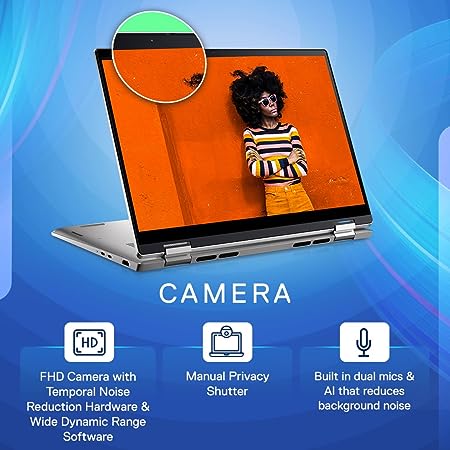 CAMERA
HD
FHD Camera with
Temporal Noise
Reduction Hardware &
Wide Dynamic Range
Software
Manual Privacy
Shutter
Built in dual mics &
AI that reduces
background noise